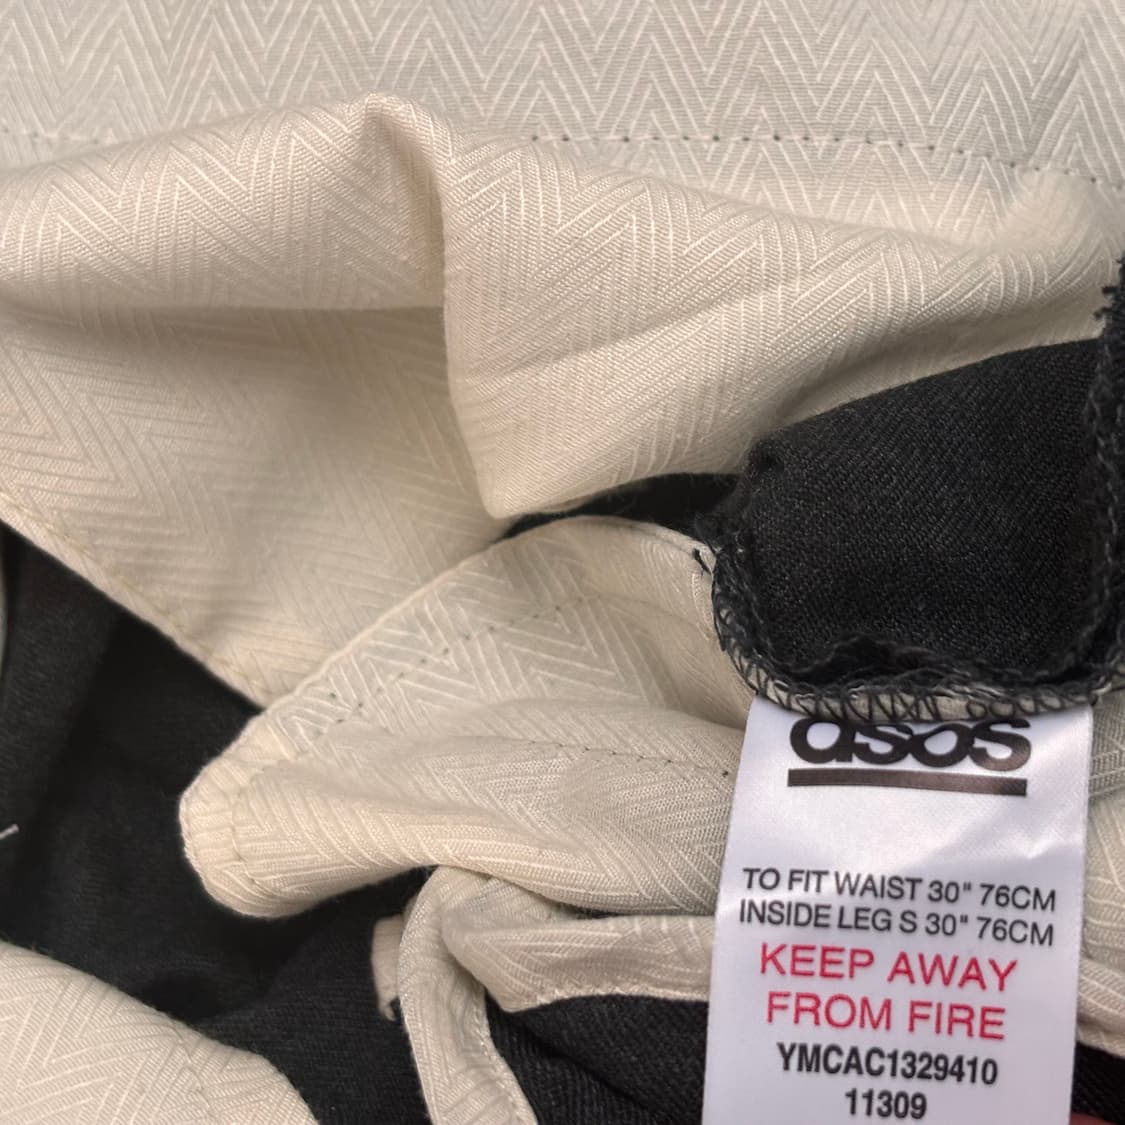 asos
TO FIT WAIST 30" 76CM
INSIDE LEG S 30" 76CM
KEEP AWAY
FROM FIRE
YMCAC1329410
11309